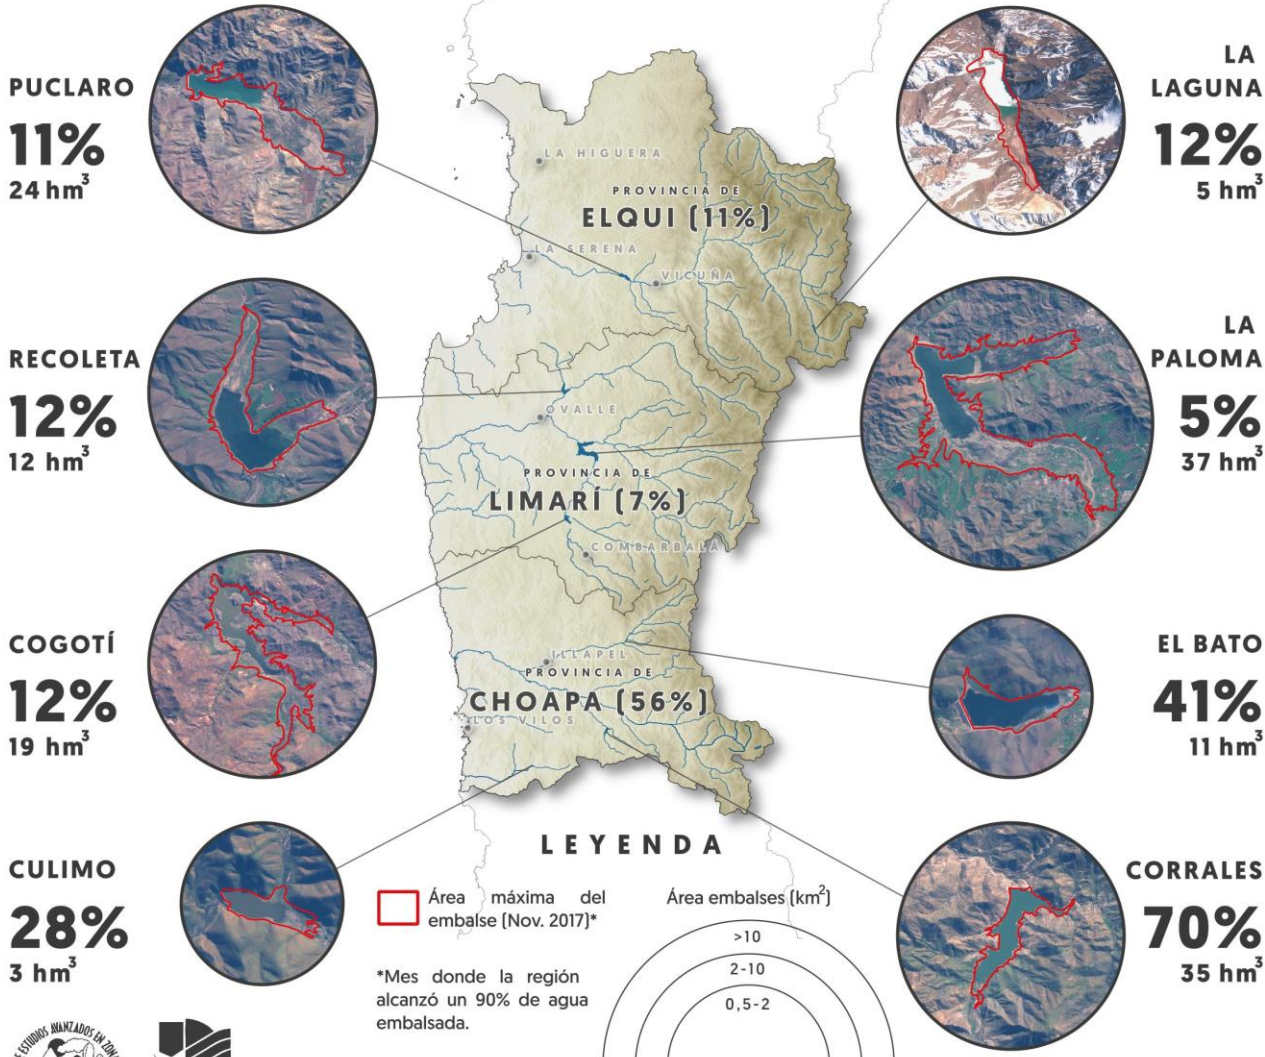 PUCLARO
11%
24 hm³
RECOLETA
12%
12 hm³
COGOTÍ
12%
19 hm³
CULIMO
28%
3 hm³
LA HIGUERA
PROVINCIA DE
ELQUI (11%)
LA SERENA
VICUÑA
OVALLE
PROVINCIA DE
LIMARÍ (7%)
COMBARBALÁ
ILLAPEL
PROVINCIA DE
CHOAPA (56%)
LOS VILOS
LA
LAGUNA
12%
5 hm³
LA
PALOMA
5%
37 hm³
EL BATO
41%
11 hm³
CORRALES
70%
35 hm³
LEYENDA
Área máxima del
embalse (Nov. 2017)*
*Mes donde la región
alcanzó un 90% de agua
embalsada.
Área embalses (km²)
>10
2-10
0,5-2
ESTUDIOS AVANZADOS EN